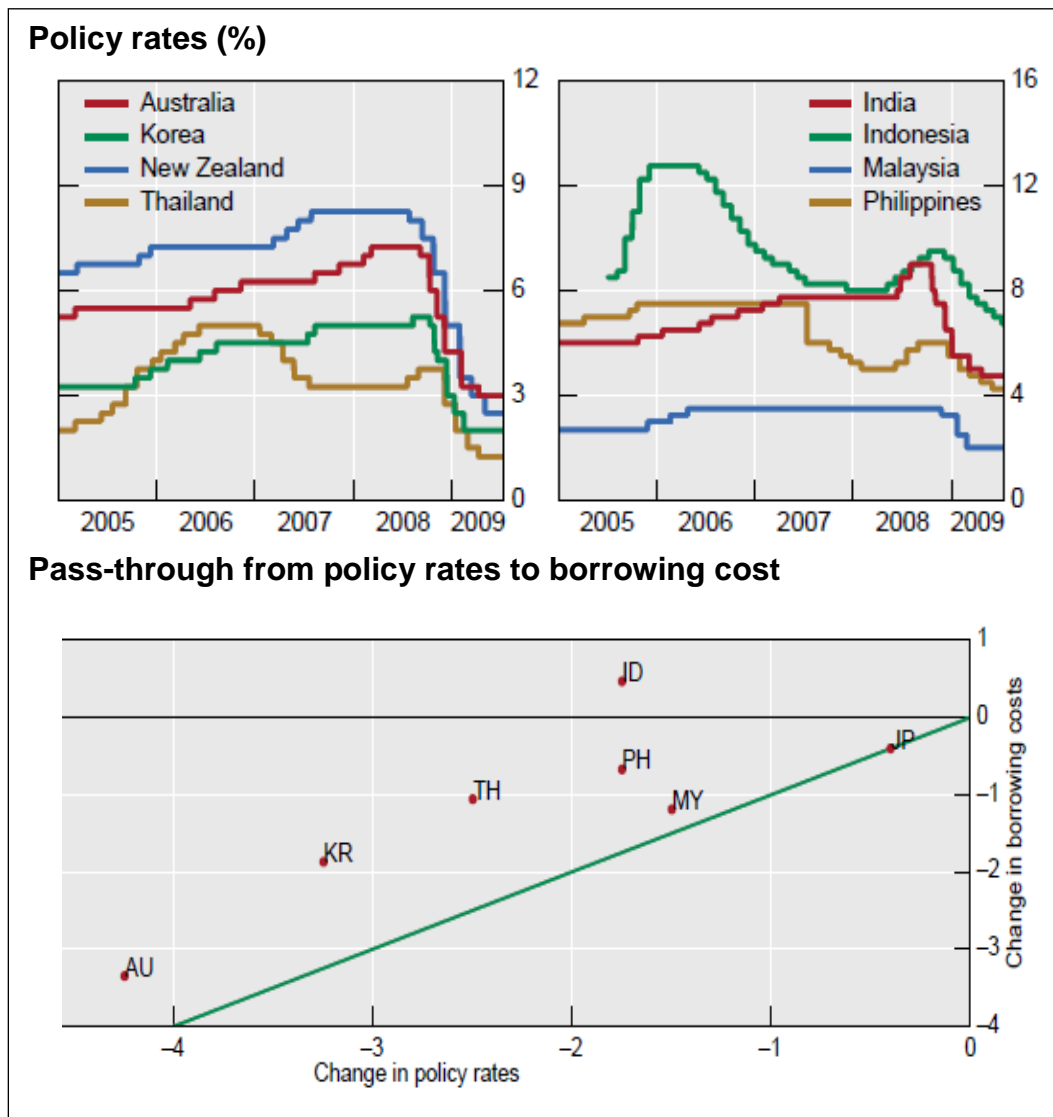 Policy rates (%)
Australia
Korea
New Zealand
Thailand
12
9
6
3
0
2005 2006 2007 2008 2009
India
Indonesia
Malaysia
Philippines
16
12
8
4
0
2005 2006 2007 2008 2009
Pass-through from policy rates to borrowing cost
ID
JP
PH
TH
MY
KR
AU
1
0
–1
–2
–3
–4
Change in borrowing costs
–4 –3 –2 –1 0
Change in policy rates